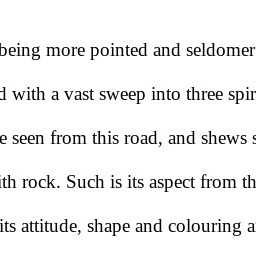 being more pointed and seldomer
d with a vast sweep into three spir
e seen from this road, and shews s
ith rock. Such is its aspect from th
its attitude, shape and colouring a